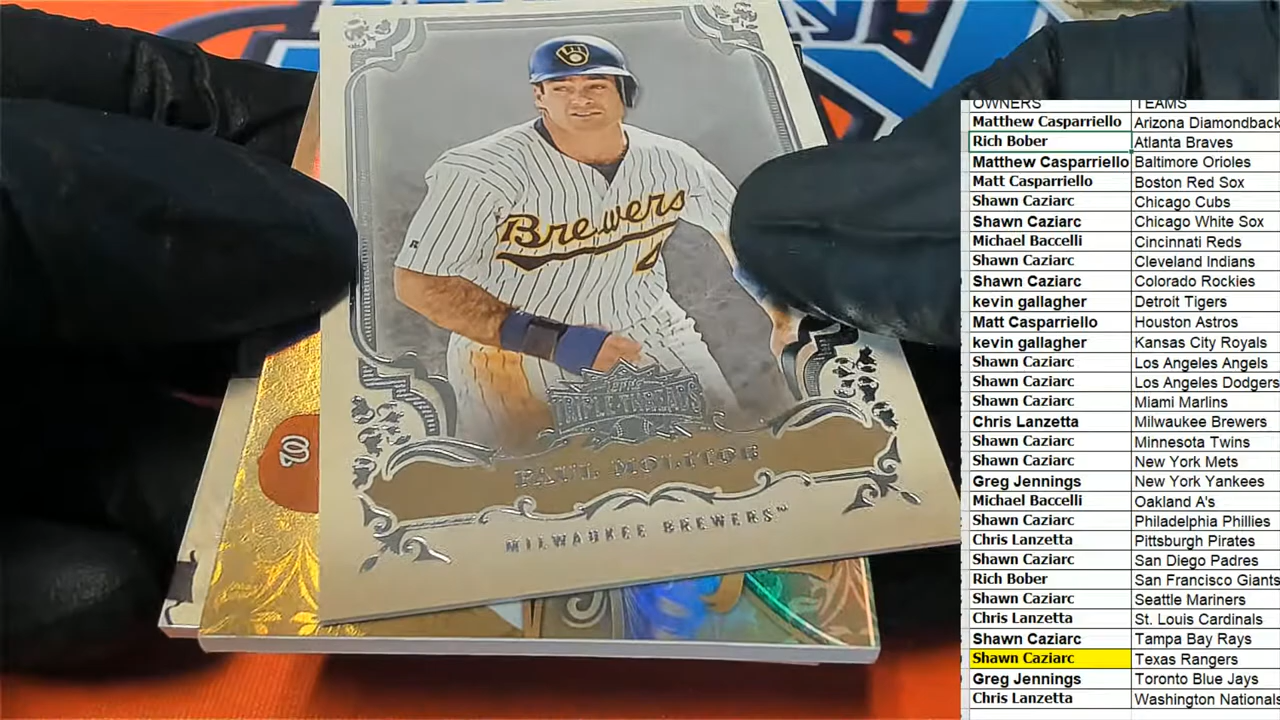 Brewers
TOPPS
TRIPLE THREADS
PAUL MOLITOR
MILWAUKEE BREWERS™
OWNERS TEAMS
Matthew Casparriello Arizona Diamondback
Rich Bober Atlanta Braves
Matthew Casparriello Baltimore Orioles
Matt Casparriello Boston Red Sox
Shawn Caziarc Chicago Cubs
Shawn Caziarc Chicago White Sox
Michael Baccelli Cincinnati Reds
Shawn Caziarc Cleveland Indians
Shawn Caziarc Colorado Rockies
kevin gallagher Detroit Tigers
Matt Casparriello Houston Astros
kevin gallagher Kansas City Royals
Shawn Caziarc Los Angeles Angels
Shawn Caziarc Los Angeles Dodgers
Shawn Caziarc Miami Marlins
Chris Lanzetta Milwaukee Brewers
Shawn Caziarc Minnesota Twins
Shawn Caziarc New York Mets
Greg Jennings New York Yankees
Michael Baccelli Oakland A's
Shawn Caziarc Philadelphia Phillies
Chris Lanzetta Pittsburgh Pirates
Shawn Caziarc San Diego Padres
Rich Bober San Francisco Giants
Shawn Caziarc Seattle Mariners
Chris Lanzetta St. Louis Cardinals
Shawn Caziarc Tampa Bay Rays
Shawn Caziarc Texas Rangers
Greg Jennings Toronto Blue Jays
Chris Lanzetta Washington Nationals